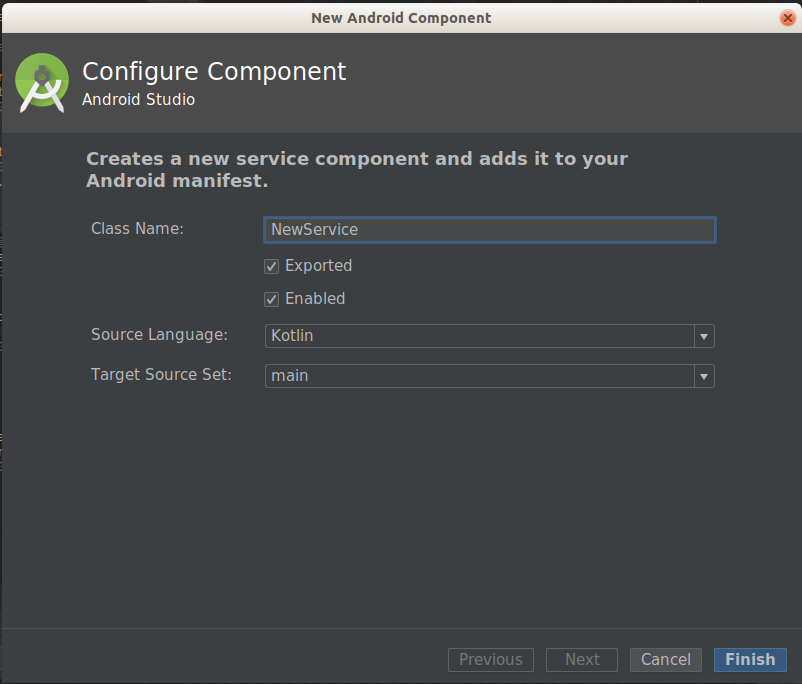 New Android Component
Configure Component
Android Studio
Creates a new service component and adds it to your
Android manifest.
Class Name:
NewService
Exported
Enabled
Source Language:
Kotlin
Target Source Set:
main
Previous
Next
Cancel
Finish